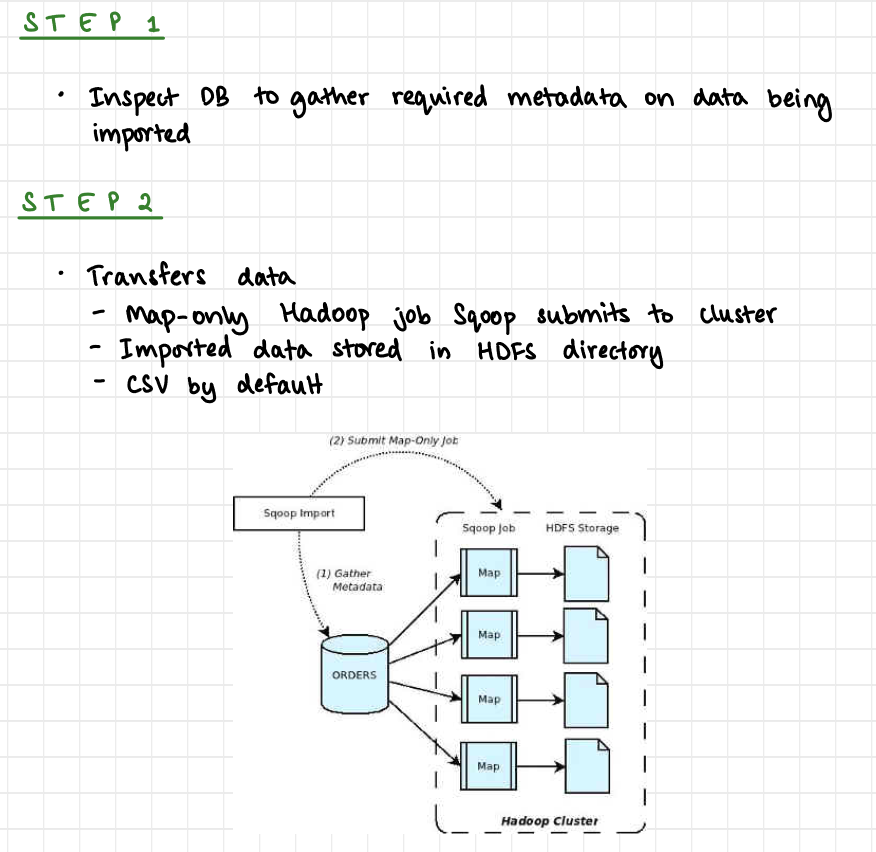 STEP 1
• Inspect DB to gather required metadata on data being
imported
STEP 2
• Transfers data
- Map-only Hadoop job Sqoop submits to cluster
- Imported data stored in HDFS directory
- CSV by default
(2) Submit Map-Only Job
Sqoop Import
Sqoop Job
HDFS Storage
(1) Gather
Metadata
Map
Map
ORDERS
Map
Map
Hadoop Cluster